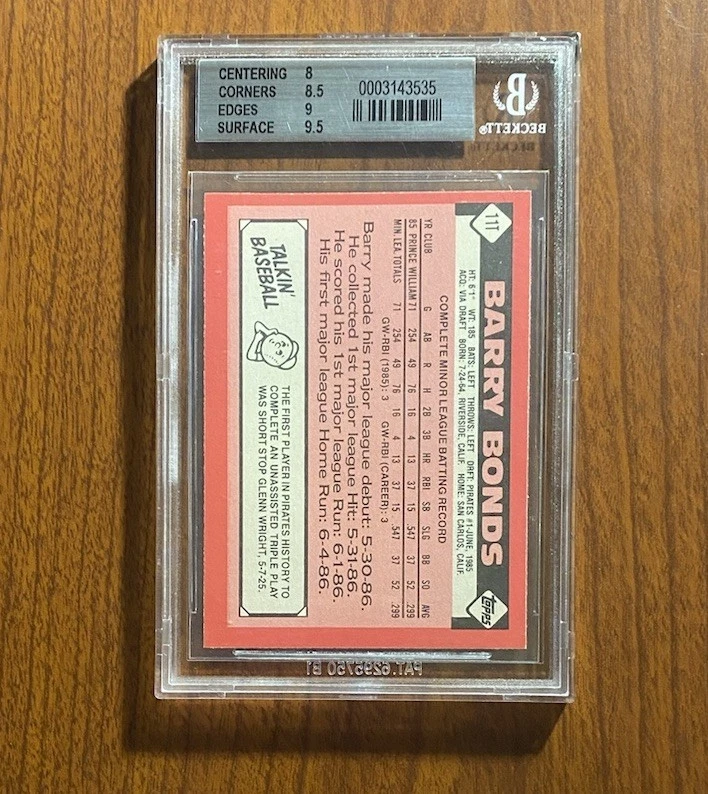 CENTERING 8
CORNERS 8.5
EDGES 9
SURFACE 9.5
0003143535
B
BECKETT®
11T
BARRY BONDS
topps
HT: 6'1" WT: 185 BATS: LEFT THROWS: LEFT DRFT: PIRATES #1-JUNE, 1985
ACQ: VIA DRAFT BORN: 7-24-64, RIVERSIDE, CALIF. HOME: SAN CARLOS, CALIF.
COMPLETE MINOR LEAGUE BATTING RECORD
YR CLUB G AB R H 2B 3B HR RBI SB SLG BB SO AVG
85 PRINCE WILLIAM 71 254 49 76 16 4 13 37 15 .547 37 52 .299
MIN. LEA. TOTALS 71 254 49 76 16 4 13 37 15 .547 37 52 .299
GW-RBI (1985): 3 GW-RBI (CAREER): 3
Barry made his major league debut: 5-30-86.
He collected 1st major league Hit: 5-31-86.
He scored his 1st major league Run: 6-1-86.
His first major league Home Run: 6-4-86.
TALKIN'
BASEBALL
THE FIRST PLAYER IN PIRATES HISTORY TO
COMPLETE AN UNASSISTED TRIPLE PLAY
WAS SHORT STOP GLENN WRIGHT, 5-7-25.
PAT. 6295750 B1